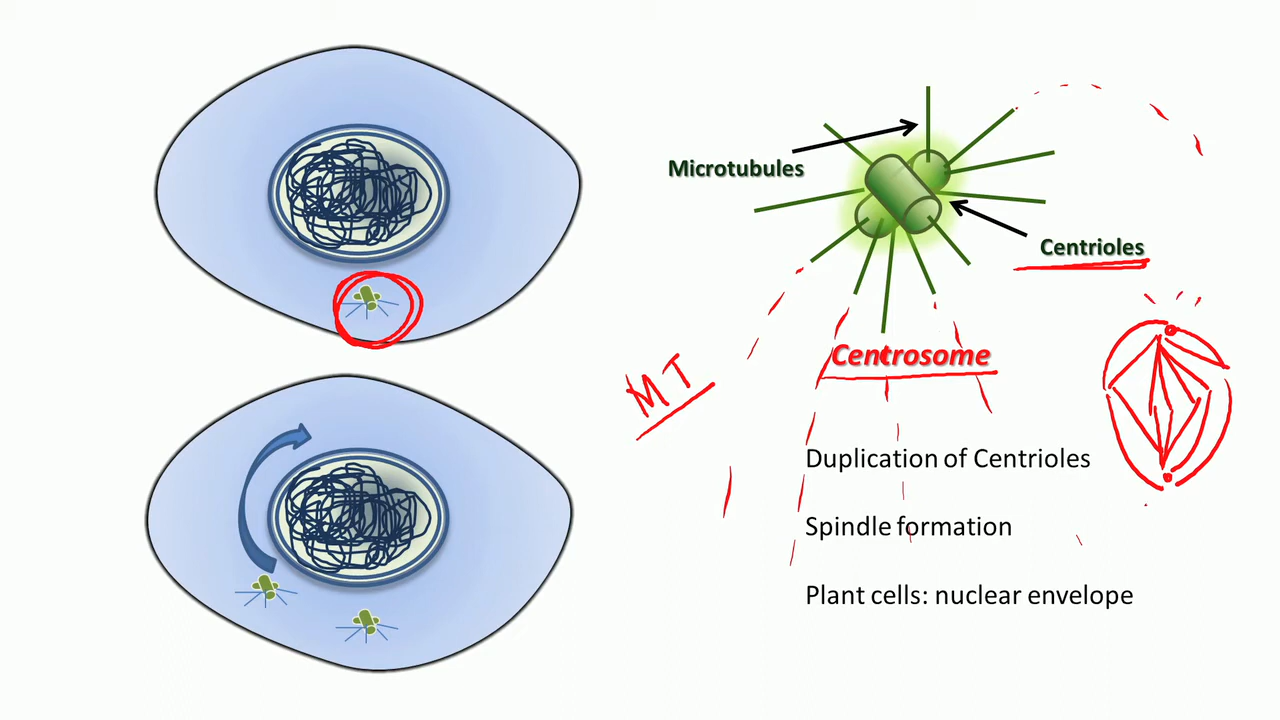 Microtubules
Centrioles
Centrosome
MT
Duplication of Centrioles
Spindle formation
Plant cells: nuclear envelope